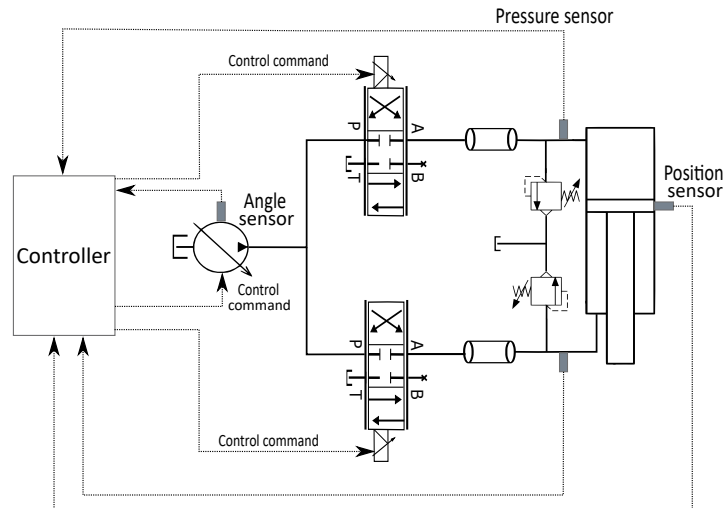 Pressure sensor
Control command
P
A
T
B
Position
sensor
Angle
sensor
Controller
Control
command
P
A
T
B
Control command